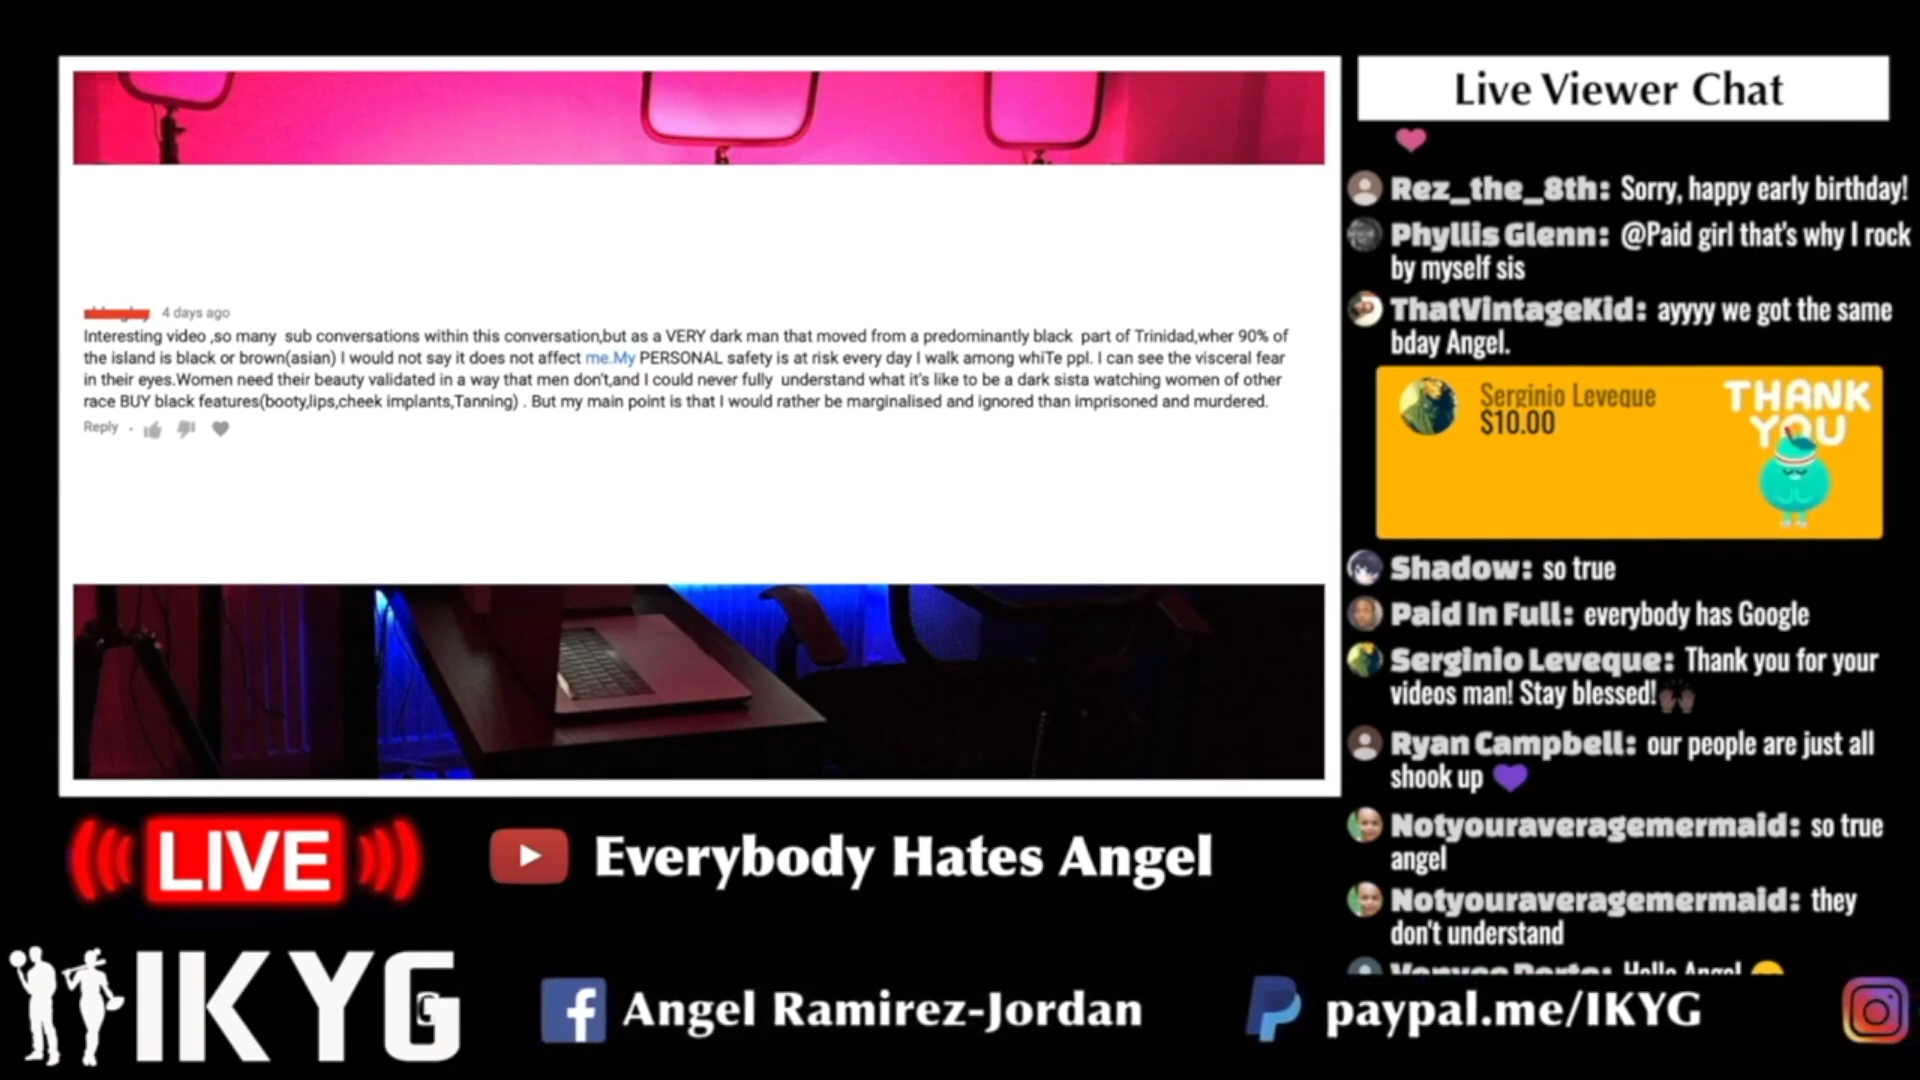 Live Viewer Chat
4 days ago
Interesting video ,so many sub conversations within this conversation,but as a VERY dark man that moved from a predominantly black part of Trinidad,wher 90% of
the island is black or brown(asian) I would not say it does not affect me.My PERSONAL safety is at risk every day I walk among whiTe ppl. I can see the visceral fear
in their eyes.Women need their beauty validated in a way that men don't,and I could never fully understand what it's like to be a dark sista watching women of other
race BUY black features(booty,lips,cheek implants,Tanning) . But my main point is that I would rather be marginalised and ignored than imprisoned and murdered.
Reply
Rez_the_8th: Sorry, happy early birthday!
Phyllis Glenn: @Paid girl that's why I rock
by myself sis
ThatVintageKid: ayyyy we got the same
bday Angel.
Serginio Leveque
$10.00
THANK
YOU
Shadow: so true
Paid In Full: everybody has Google
Serginio Leveque: Thank you for your
videos man! Stay blessed!
Ryan Campbell: our people are just all
shook up
Notyouraveragemermaid: so true
angel
Notyouraveragemermaid: they
don't understand
Hello Angel
LIVE
Everybody Hates Angel
IKYG
Angel Ramirez-Jordan
paypal.me/IKYG